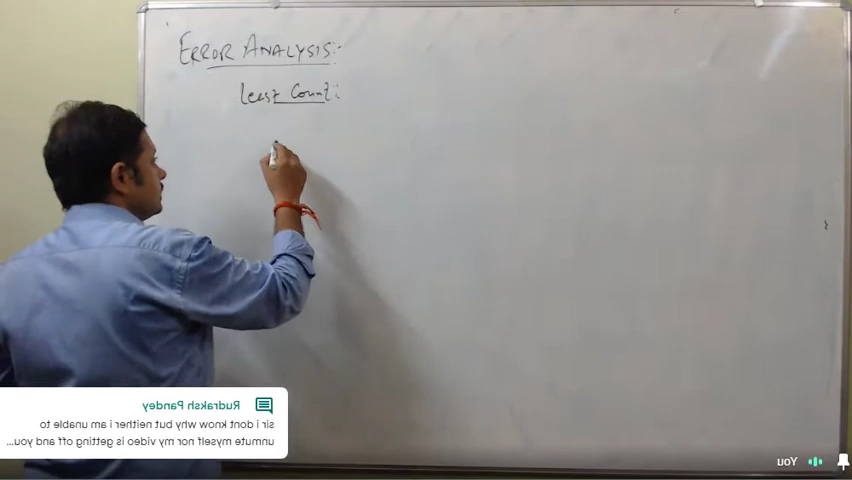 ERROR ANALYSIS:-
Least Count:
Rudraksh Pandey
sir i dont know but why neither i am unable to
unmute myself nor my video is getting off and you...
You